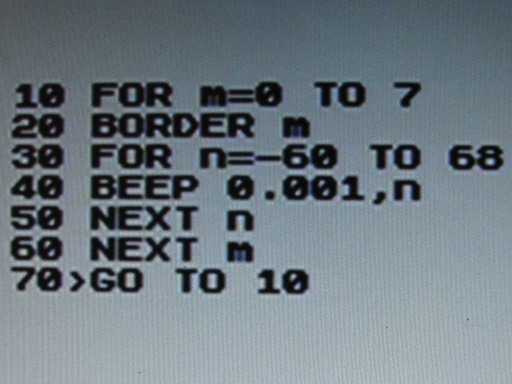 10 FOR m=0 TO 7
20 BORDER m
30 FOR n=-60 TO 68
40 BEEP 0.001,n
50 NEXT n
60 NEXT m
70>GO TO 10